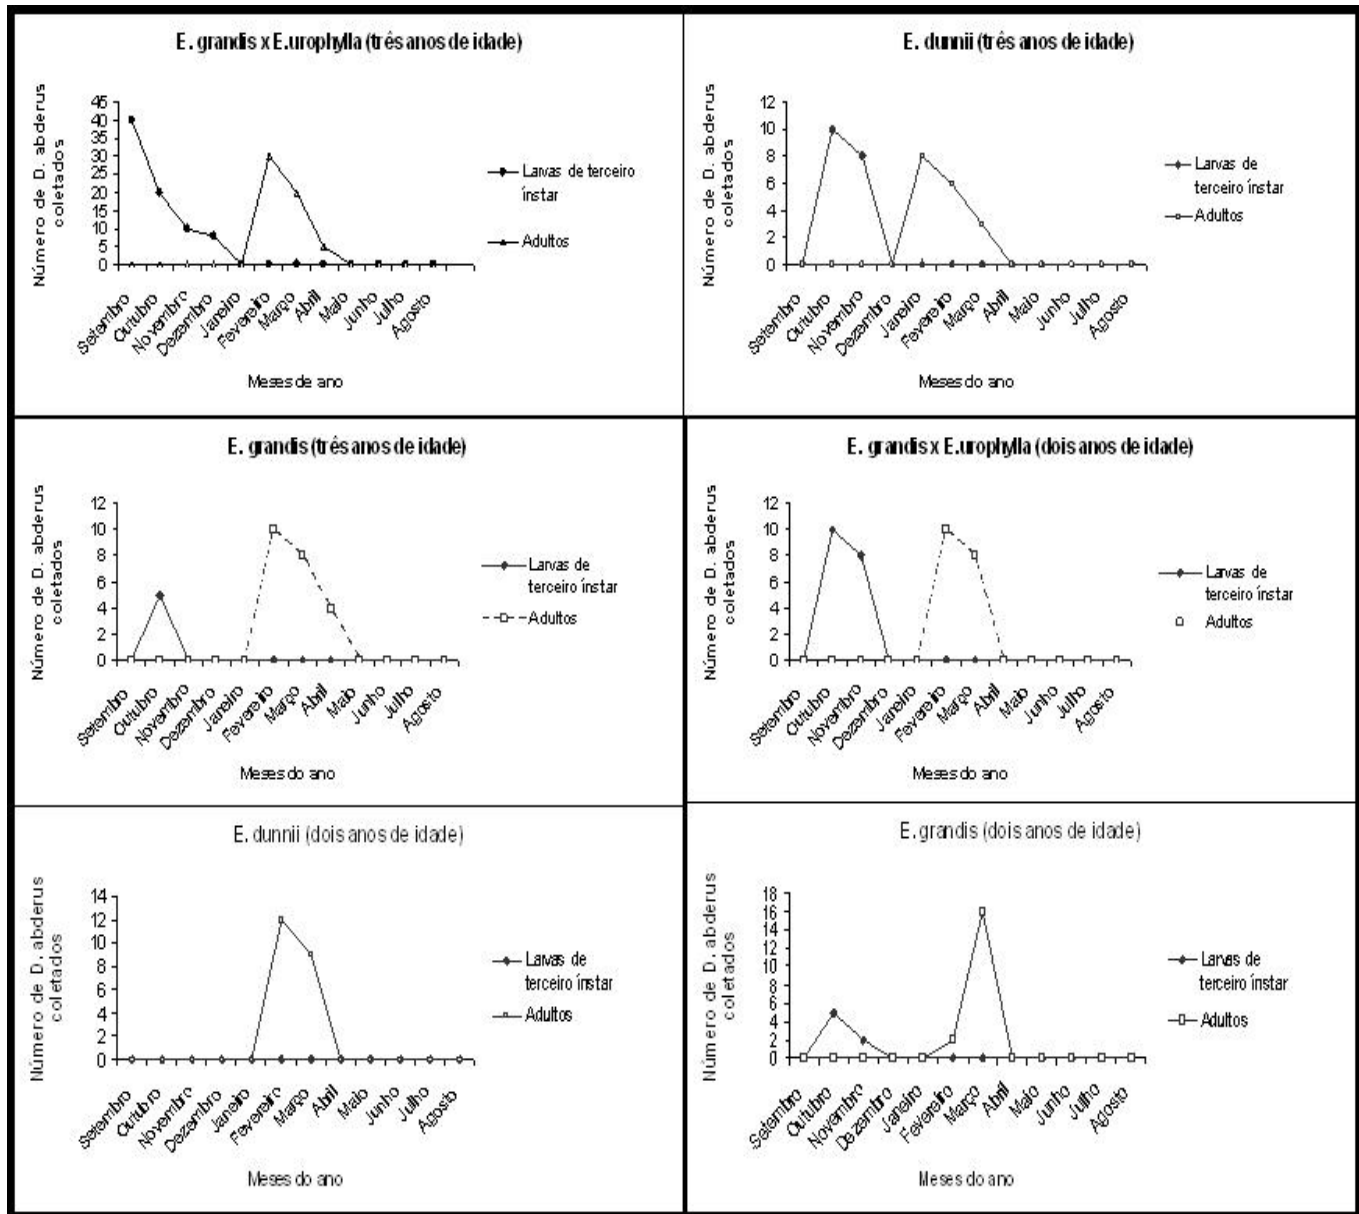 E. grandis x E.urophylla (três anos de idade)
Número de D. abderus
coletados
45
40
35
30
25
20
15
10
5
0
Setembro
Outubro
Novembro
Dezembro
Janeiro
Fevereiro
Março
Abril
Maio
Junho
Julho
Agosto
Meses de ano
Larvas de terceiro
ínstar
Adultos
E. dunnii (três anos de idade)
Número de D. abderus
coletados
12
10
8
6
4
2
0
Setembro
Outubro
Novembro
Dezembro
Janeiro
Fevereiro
Março
Abril
Maio
Junho
Julho
Agosto
Meses do ano
Larvas de
terceiro ínstar
Adultos
E. grandis (três anos de idade)
Número de D. abderus
coletados
12
10
8
6
4
2
0
Setembro
Outubro
Novembro
Dezembro
Janeiro
Fevereiro
Março
Abril
Maio
Junho
Julho
Agosto
Meses do ano
Larvas de
terceiro ínstar
Adultos
E. grandis x E.urophylla (dois anos de idade)
Número de D. abderus
coletados
12
10
8
6
4
2
0
Setembro
Outubro
Novembro
Dezembro
Janeiro
Fevereiro
Março
Abril
Maio
Junho
Julho
Agosto
Meses do ano
Larvas de
terceiro ínstar
Adultos
E. dunnii (dois anos de idade)
Número de D. abderus
coletados
14
12
10
8
6
4
2
0
Setembro
Outubro
Novembro
Dezembro
Janeiro
Fevereiro
Março
Abril
Maio
Junho
Julho
Agosto
Meses do ano
Larvas de
terceiro ínstar
Adultos
E. grandis (dois anos de idade)
Número de D. abderus
coletados
18
16
14
12
10
8
6
4
2
0
Setembro
Outubro
Novembro
Dezembro
Janeiro
Fevereiro
Março
Abril
Maio
Junho
Julho
Agosto
Meses do ano
Larvas de
terceiro ínstar
Adultos